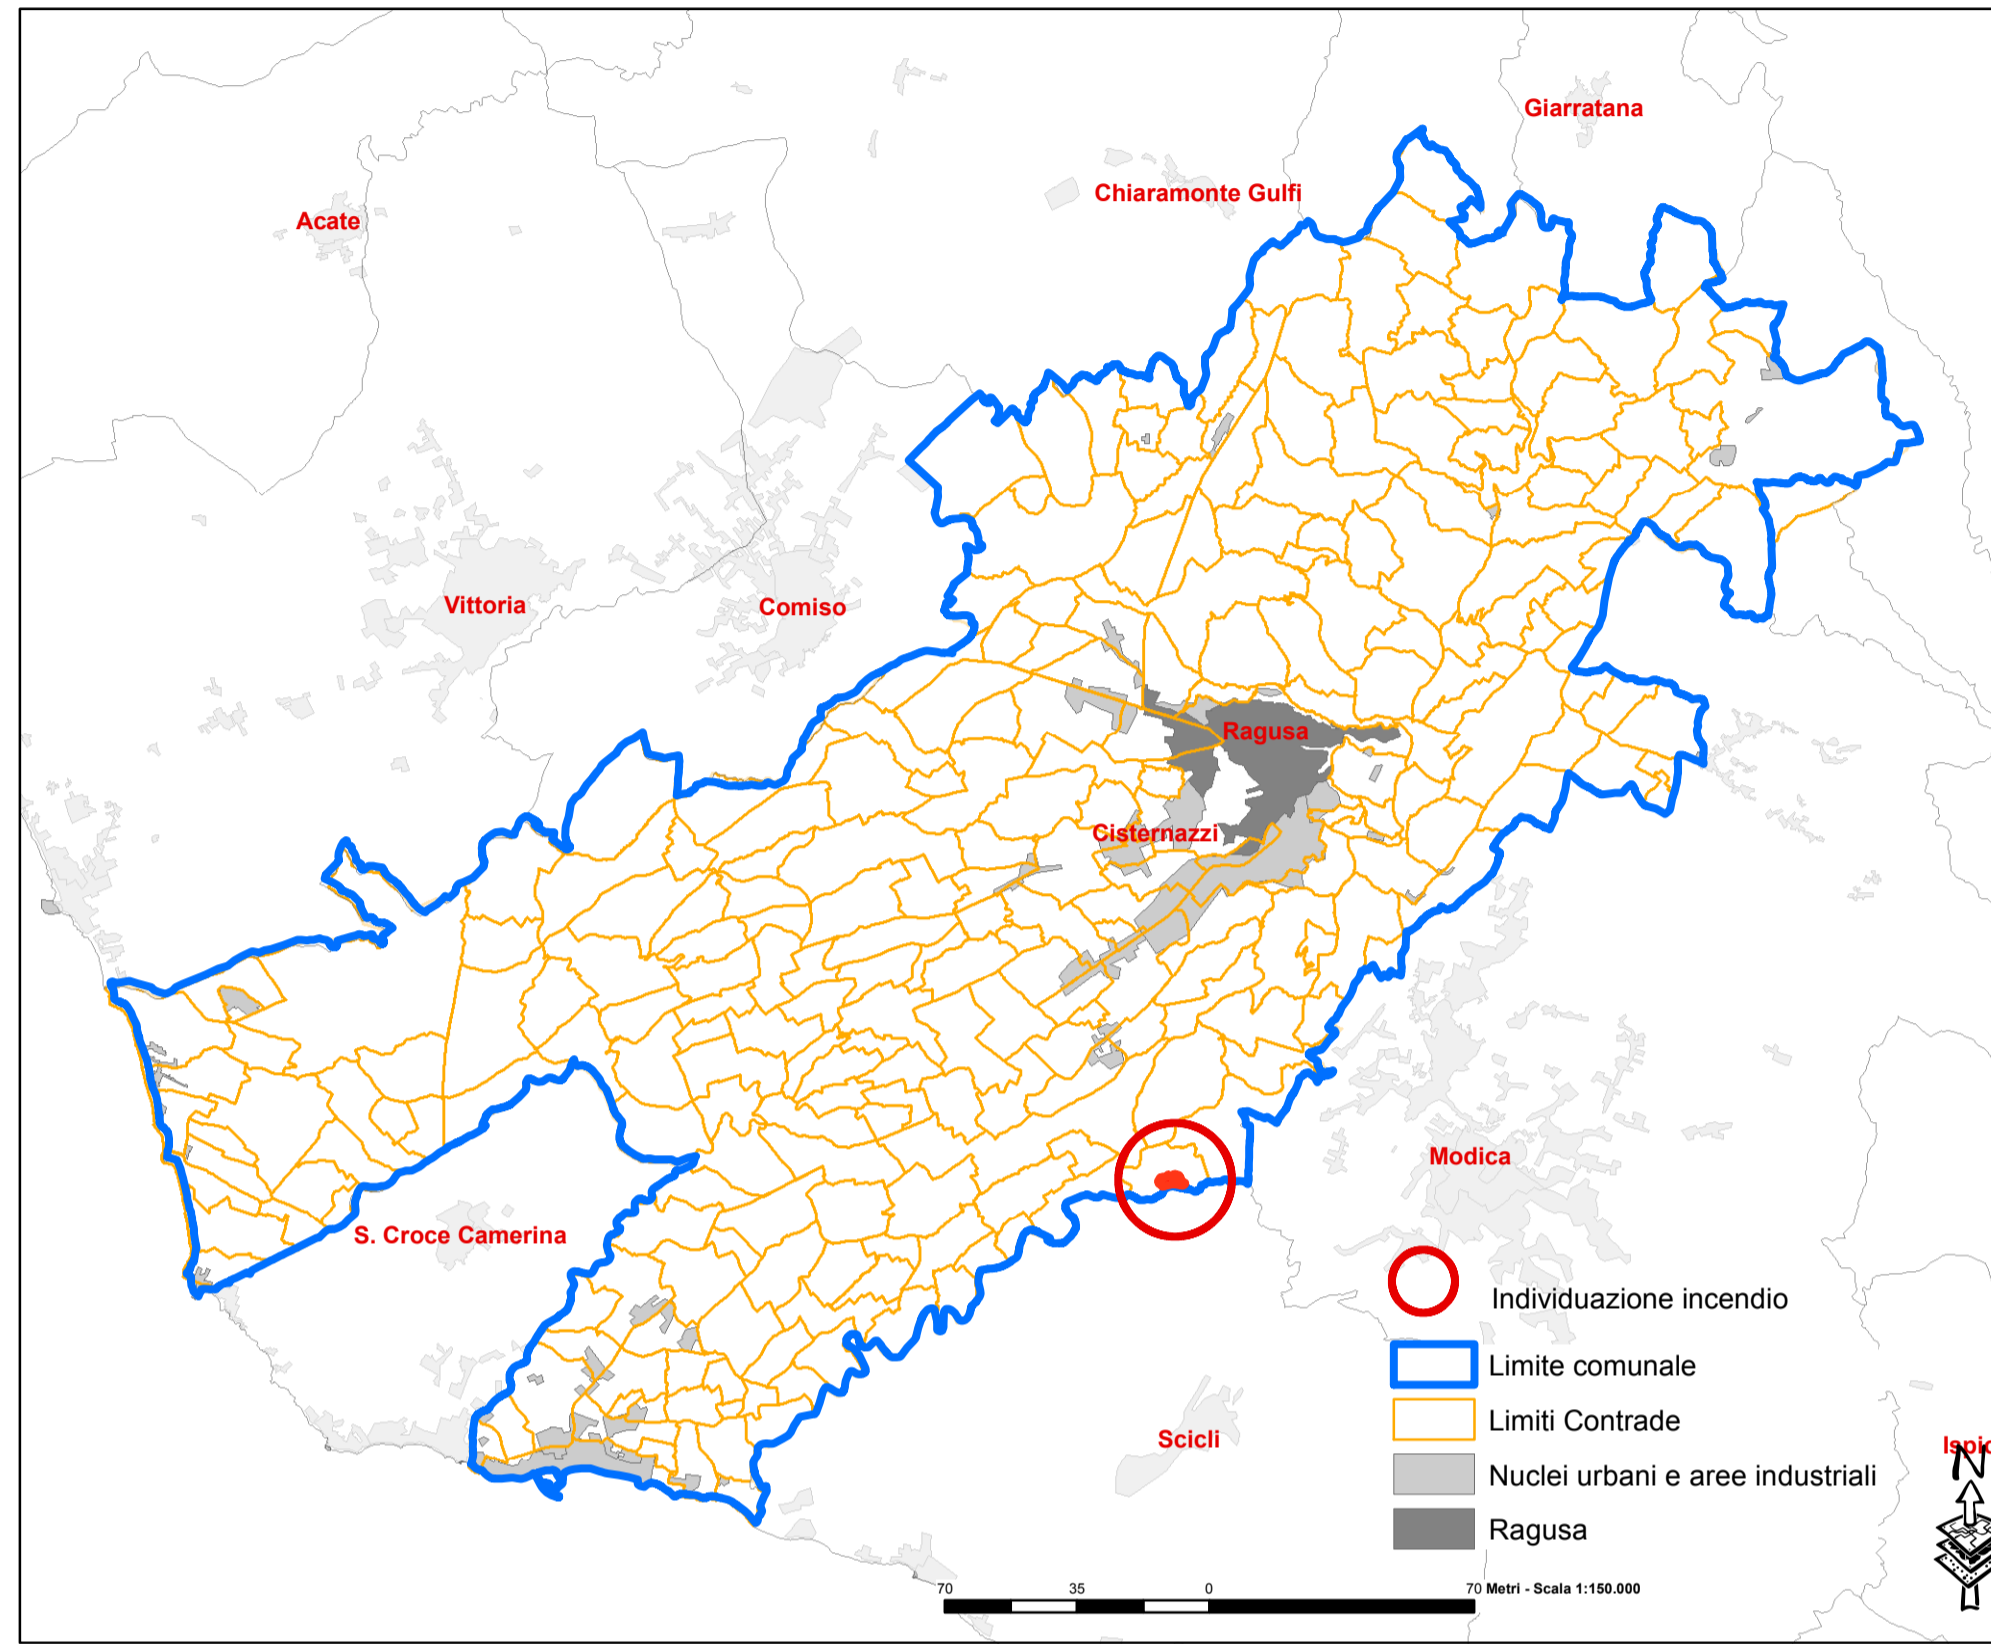 Giarratana
Chiaramonte Gulfi
Acate
Vittoria
Comiso
Ragusa
Cisternazzi
Modica
S. Croce Camerina
Scicli
Individuazione incendio
Limite comunale
Limiti Contrade
Nuclei urbani e aree industriali
Ragusa
Ispic
N
70 35 0 70 Metri - Scala 1:150.000